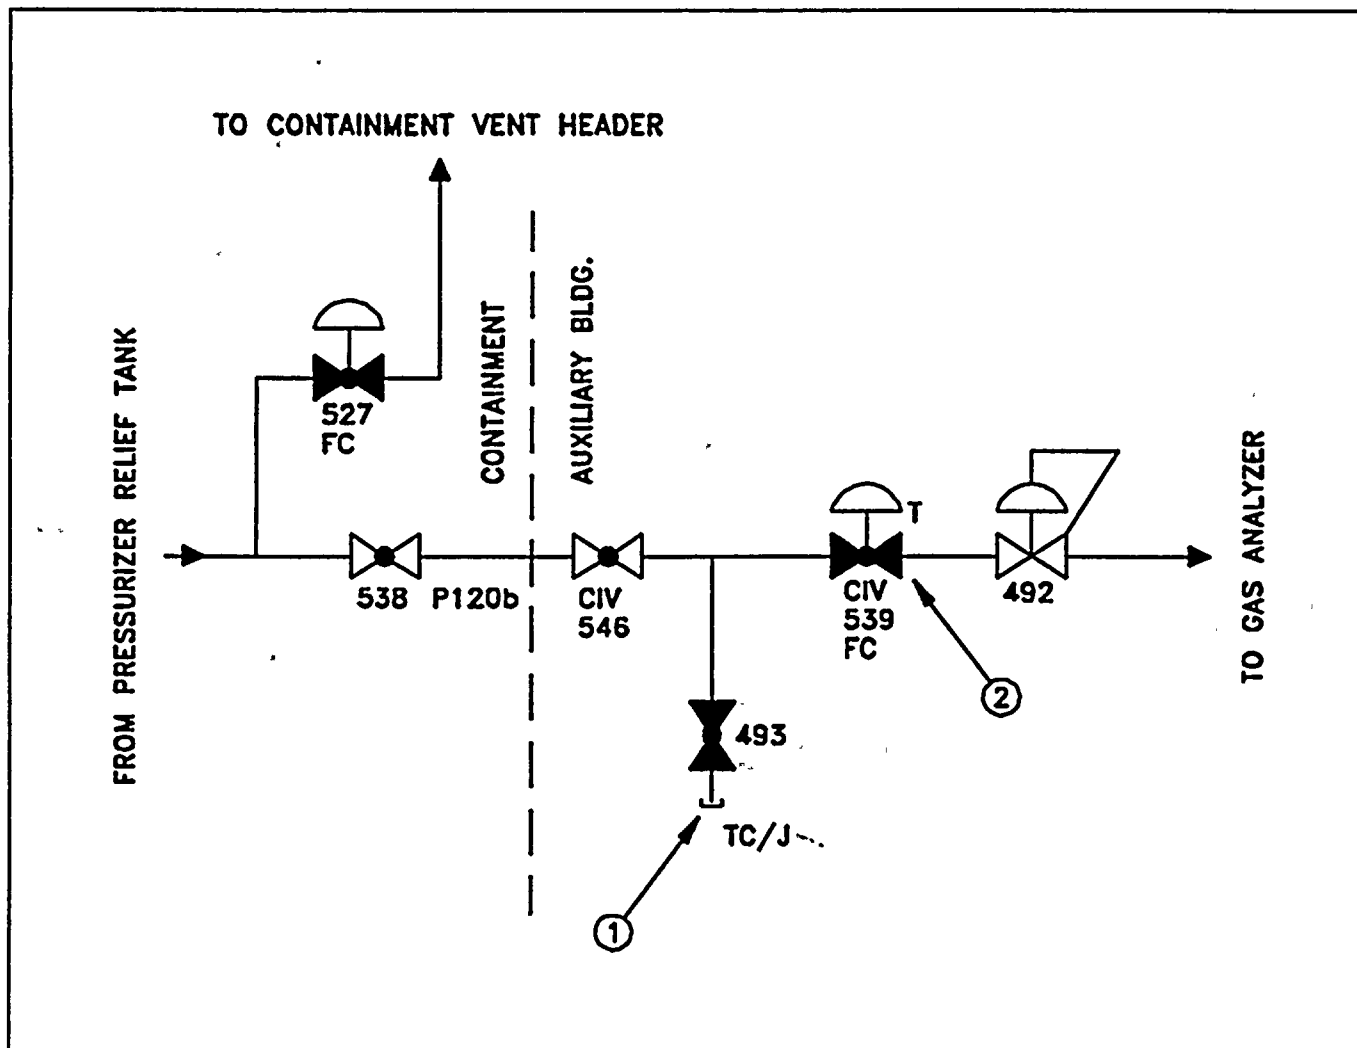 TO CONTAINMENT VENT HEADER
FROM PRESSURIZER RELIEF TANK
527
FC
CONTAINMENT
AUXILIARY BLDG.
538
P120b
CIV
546
T
CIV
539
FC
492
TO GAS ANALYZER
2
493
TC/J
1